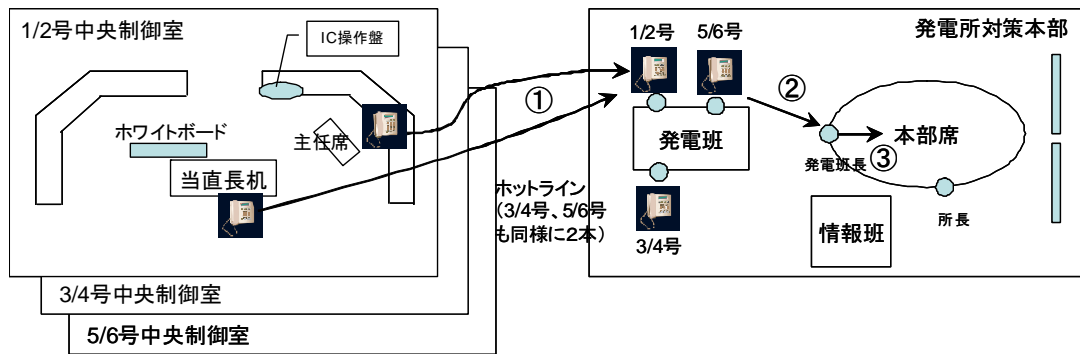 1/2号中央制御室
IC操作盤
ホワイトボード
主任席
当直長机
3/4号中央制御室
5/6号中央制御室
①
ホットライン
(3/4号、5/6号
も同様に2本)
発電所対策本部
1/2号
5/6号
発電班
3/4号
②
本部席
発電班長
③
所長
情報班